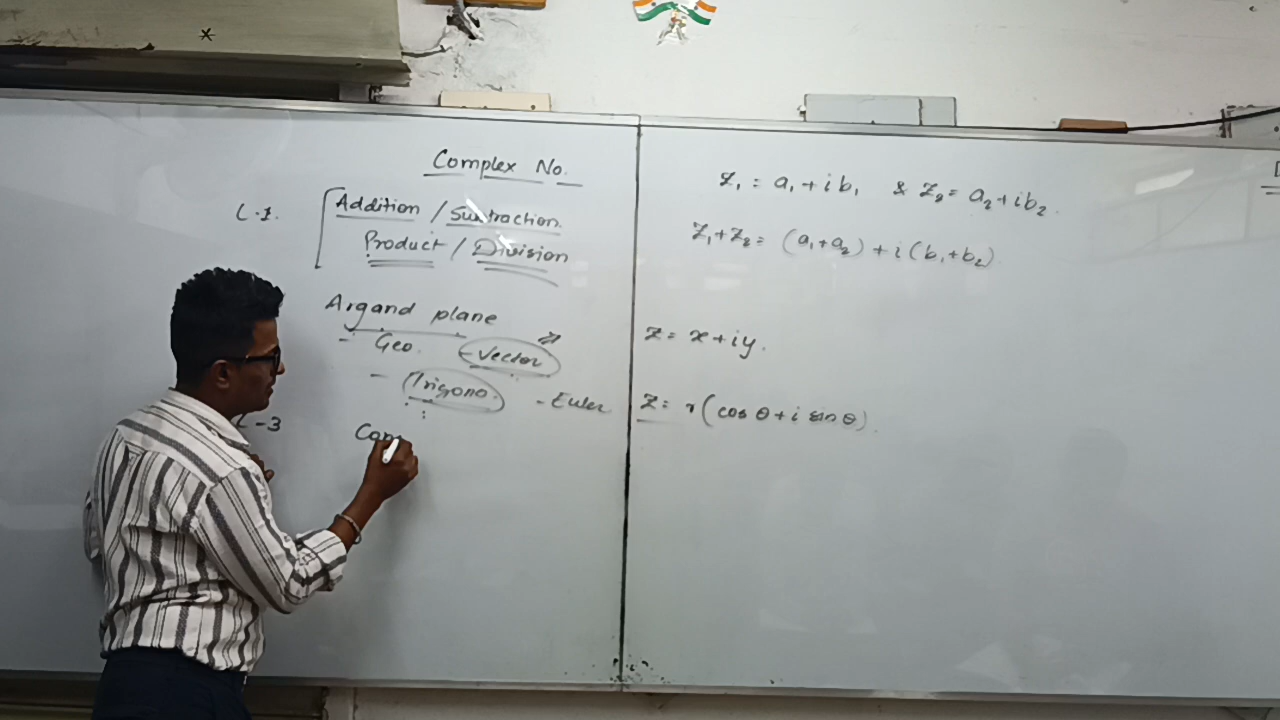 Complex No.
L-1. Addition / Subtraction.
Product / Division
Argand plane
- Geo. - Vector
- Trigono. - Euler
L-3
z₁ = a₁ + ib₁ & z₂ = a₂ + ib₂.
z₁ + z₂ = (a₁ + a₂) + i(b₁ + b₂)
z = x + iy.
z = r(cos θ + i sin θ).